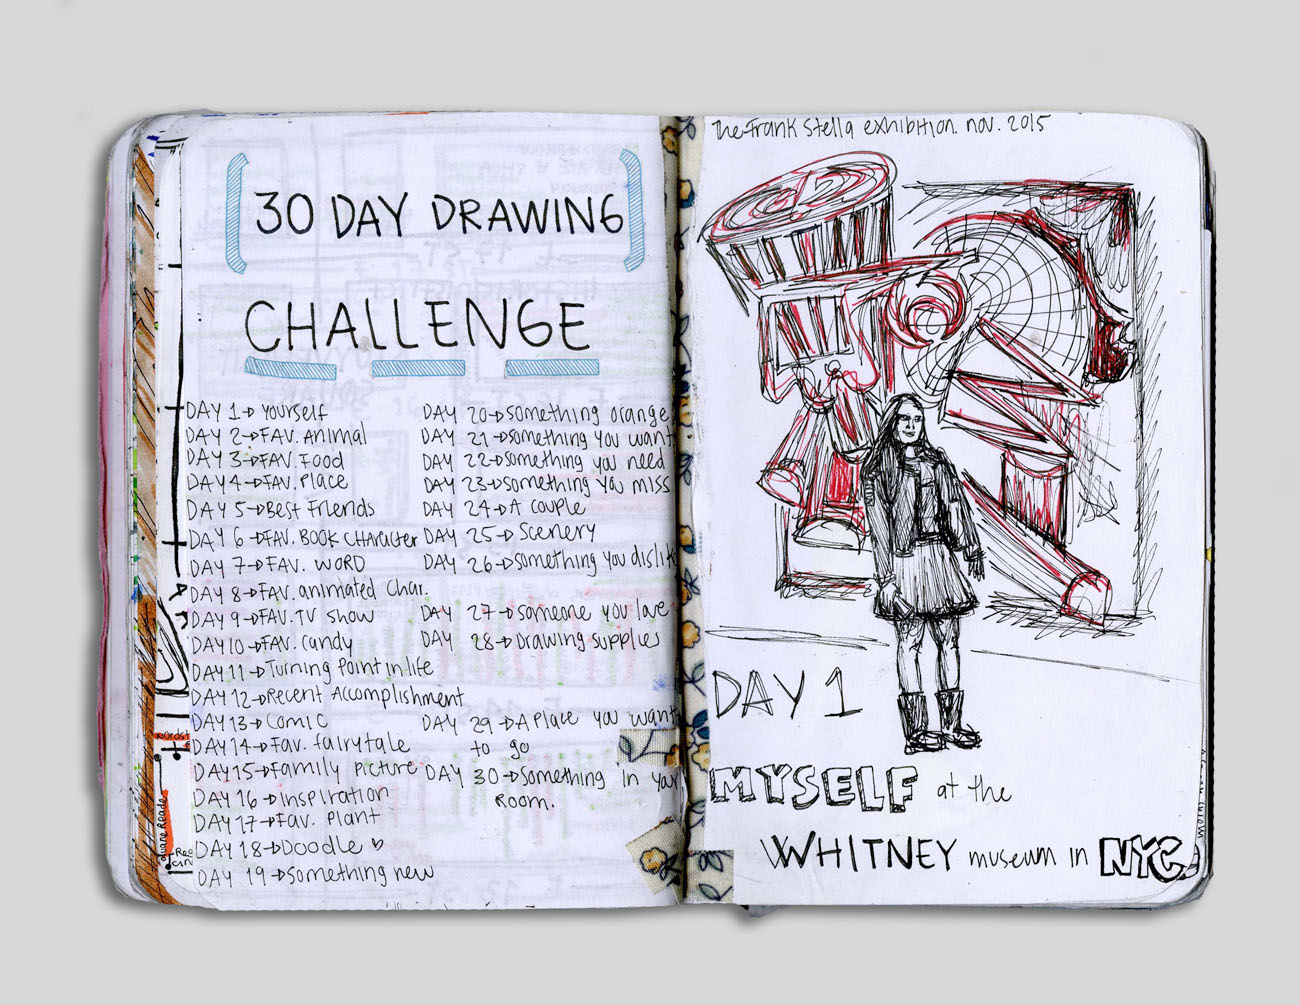 30 DAY DRAWING
CHALLENGE
DAY 1→ yourself
DAY 2→FAV. Animal
DAY 3→FAV. Food
DAY 4→FAV. Place
DAY 5→Best Friends
DAY 6→FAV. BOOK Character
DAY 7→FAV. WORD
DAY 8→FAV. animated Char.
DAY 9→FAV. TV Show
DAY 10→FAV. Candy
DAY 11→Turning Point in life
DAY 12→Recent Accomplishment
DAY 13→Comic
DAY 14→Fav. fairytale
DAY 15→Family Picture
DAY 16→Inspiration
DAY 17→Fav. Plant
DAY 18→Doodle ♡
DAY 19→something new
DAY 20→something orange
DAY 21→something you want
DAY 22→something you need
DAY 23→something you miss
DAY 24→A couple
DAY 25→Scenery
DAY 26→something you
DAY 27→someone you love
DAY 28→Drawing supplies
DAY 29→A Place you want
to go
DAY 30→Something in your
Room.
The Frank Stella exhibition. nov. 2015
DAY 1
MYSELF at the
WHITNEY museum in NYC.